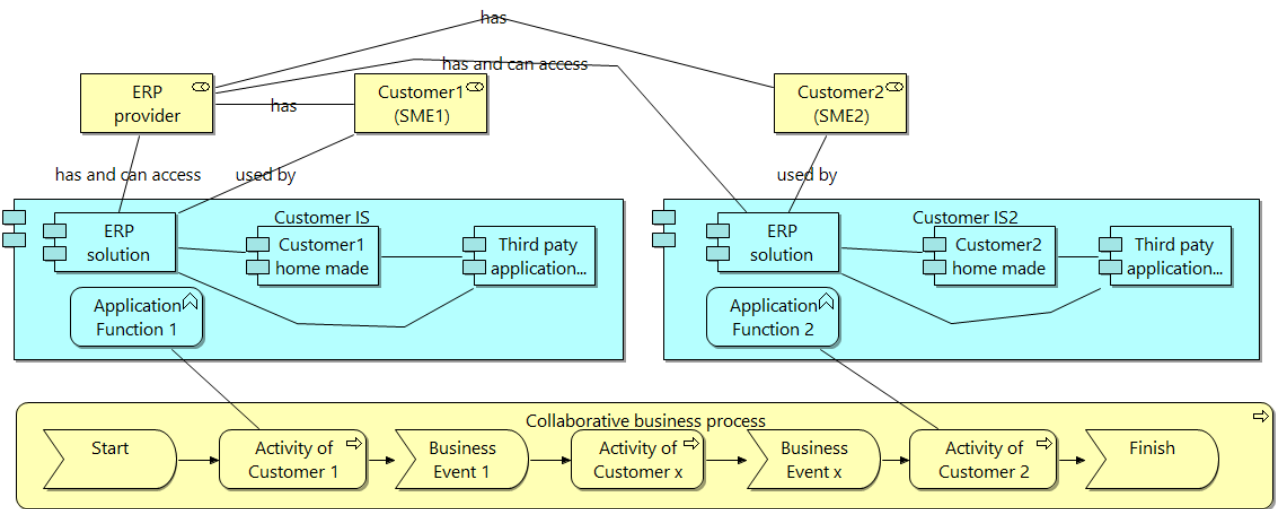 has
has and can access
ERP
provider
has
Customer1
(SME1)
Customer2
(SME2)
has and can access
used by
used by
Customer IS
ERP
solution
Customer1
home made
Third paty
application...
Application
Function 1
Customer IS2
ERP
solution
Customer2
home made
Third paty
application...
Application
Function 2
Collaborative business process
Start
Activity of
Customer 1
Business
Event 1
Activity of
Customer x
Business
Event x
Activity of
Customer 2
Finish